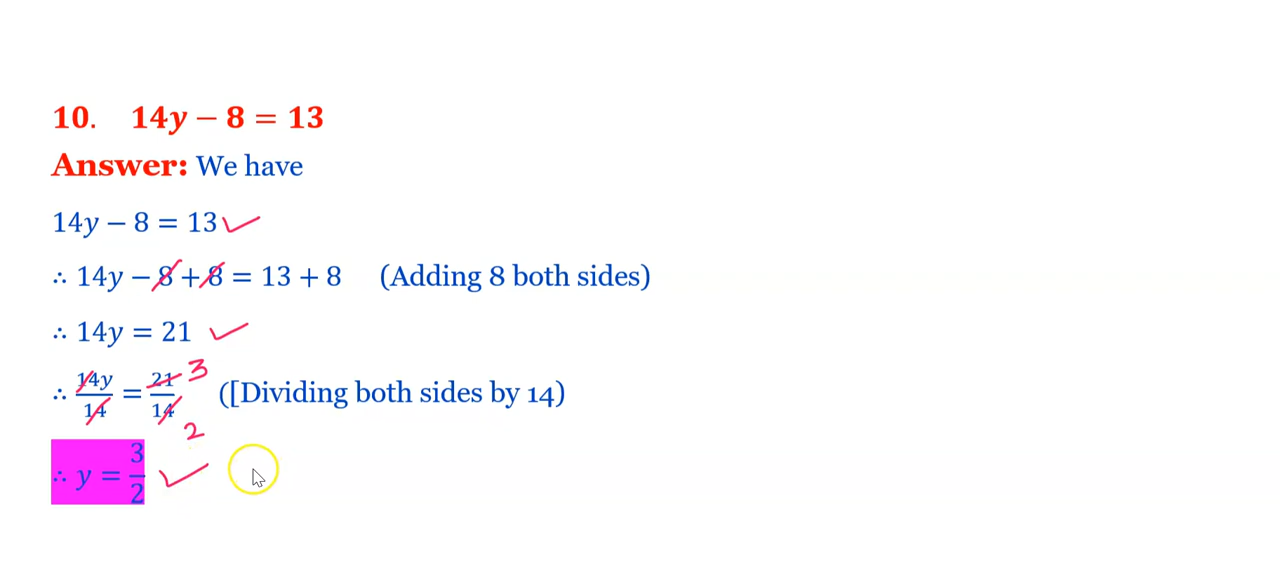 10. 14y – 8 = 13
Answer: We have
14y – 8 = 13
∴ 14y – 8 + 8 = 13 + 8 (Adding 8 both sides)
∴ 14y = 21
∴ 14y/14 = 21/14 3 2 ([Dividing both sides by 14)
∴ y = 3/2